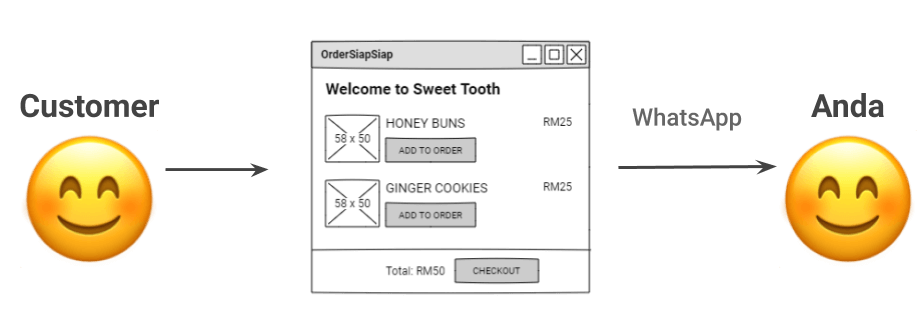 Customer
OrderSiapSiap
Welcome to Sweet Tooth
58 x 50
HONEY BUNS
RM25
ADD TO ORDER
58 x 50
GINGER COOKIES
RM25
ADD TO ORDER
Total: RM50
CHECKOUT
WhatsApp
Anda